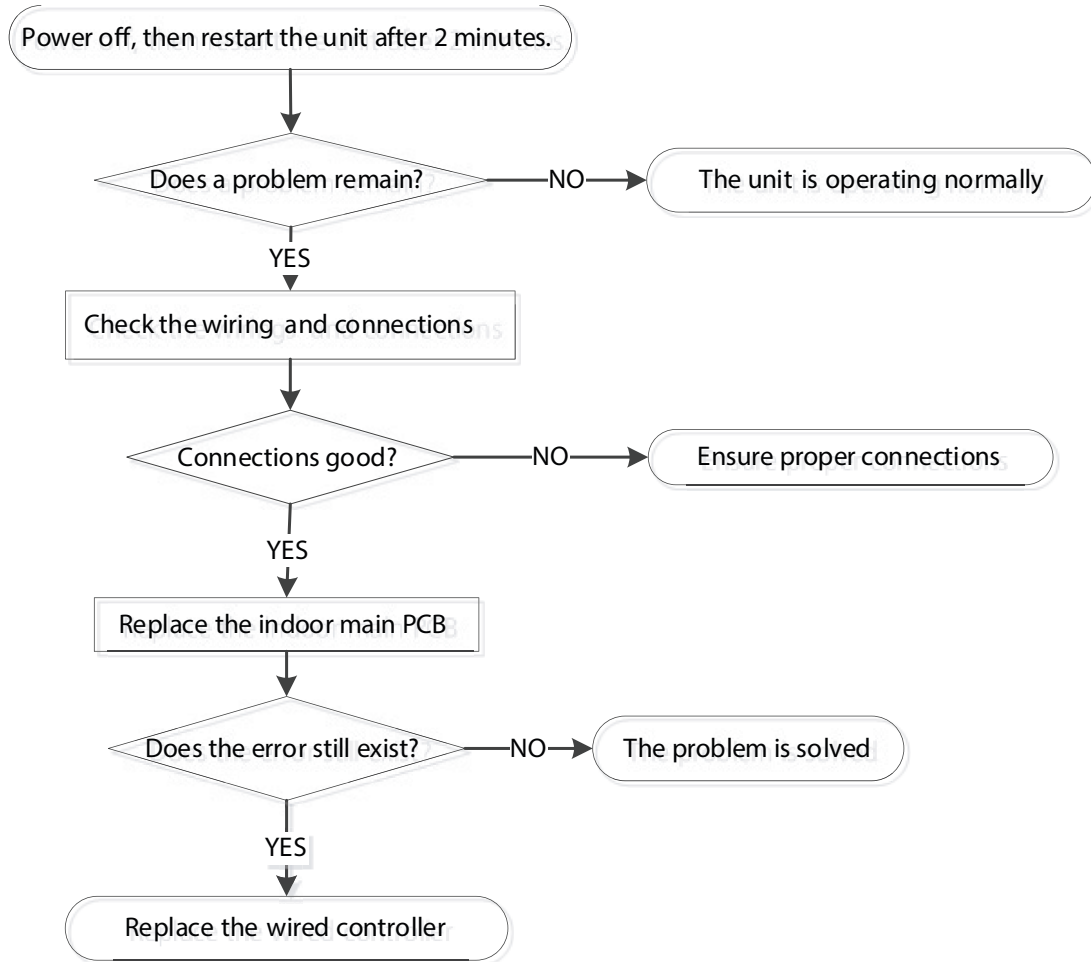 Power off, then restart the unit after 2 minutes.
Does a problem remain?
NO
The unit is operating normally
YES
Check the wiring and connections
Connections good?
NO
Ensure proper connections
YES
Replace the indoor main PCB
Does the error still exist?
NO
The problem is solved
YES
Replace the wired controller